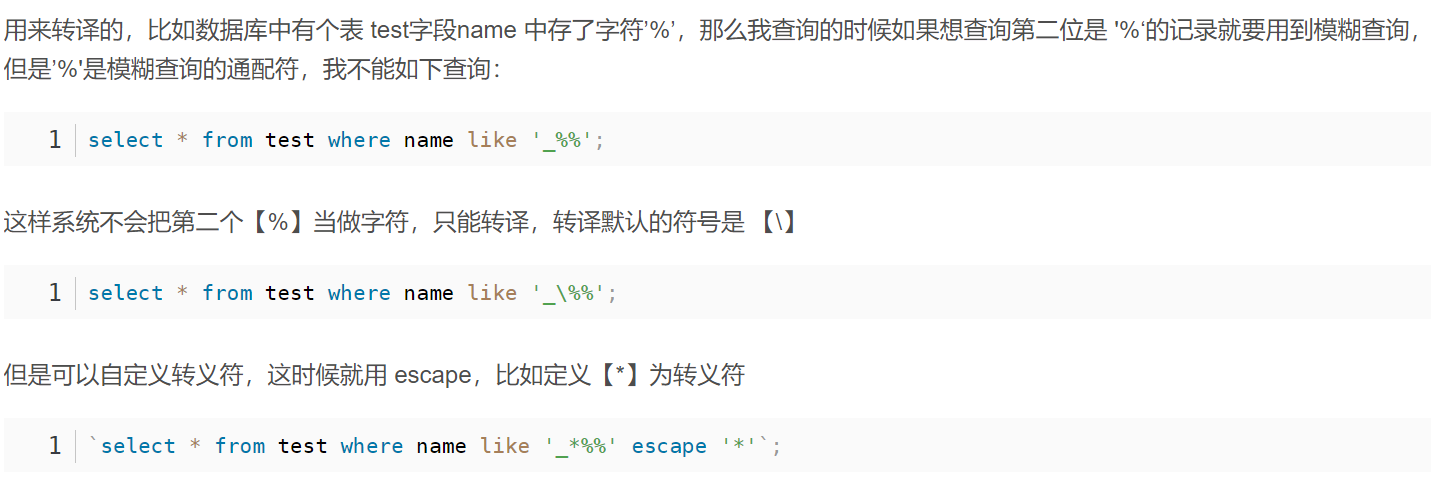 用来转译的，比如数据库中有个表 test字段name 中存了字符’%’，那么我查询的时候如果想查询第二位是 '%‘的记录就要用到模糊查询，
但是’%'是模糊查询的通配符，我不能如下查询：
1 select * from test where name like '_%%';
这样系统不会把第二个【%】当做字符，只能转译，转译默认的符号是 【\】
1 select * from test where name like '_\%%';
但是可以自定义转义符，这时候就用 escape，比如定义【*】为转义符
1 `select * from test where name like '_*%%' escape '*'`;